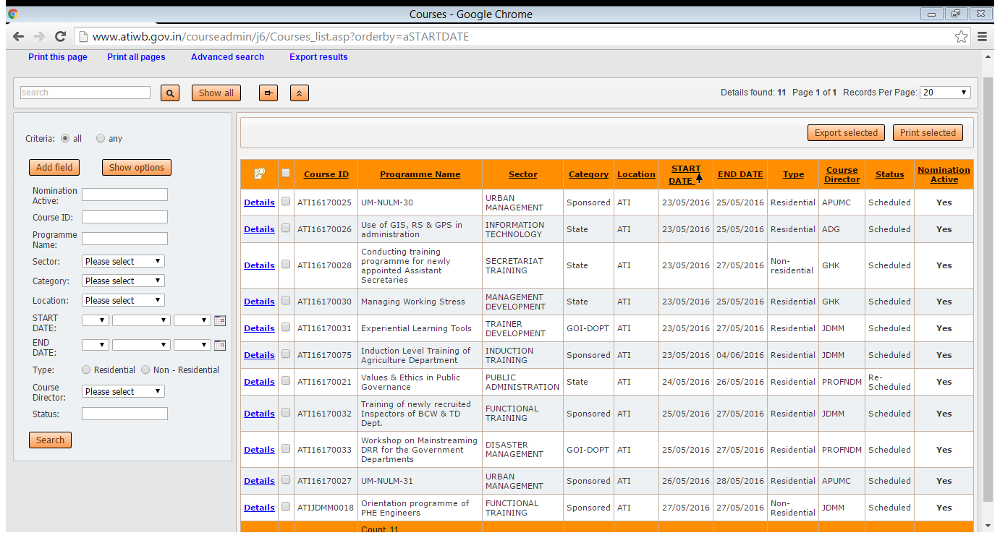 Courses - Google Chrome
www.atiwb.gov.in/courseadmin/j6/Courses_list.asp?orderby=aSTARTDATE
Print this page Print all pages Advanced search Export results
search Show all Details found: 11 Page 1 of 1 Records Per Page: 20
Criteria: all any
Add field Show options
Nomination
Active:
Course ID:
Programme
Name:
Sector: Please select
Category: Please select
Location: Please select
START
DATE:
END
DATE:
Type: Residential Non - Residential
Course
Director: Please select
Status:
Search
Export selected Print selected
Course ID Programme Name Sector Category Location START DATE END DATE Type Course Director Status Nomination Active
Details ATI16170025 UM-NULM-30 URBAN MANAGEMENT Sponsored ATI 23/05/2016 25/05/2016 Residential APUMC Scheduled Yes
Details ATI16170026 Use of GIS, RS & GPS in administration INFORMATION TECHNOLOGY State ATI 23/05/2016 25/05/2016 Residential ADG Scheduled Yes
Details ATI16170028 Conducting training programme for newly appointed Assistant Secretaries SECRETARIAT TRAINING State ATI 23/05/2016 27/05/2016 Non-residential GHK Scheduled Yes
Details ATI16170030 Managing Working Stress MANAGEMENT DEVELOPMENT State ATI 23/05/2016 25/05/2016 Residential GHK Scheduled Yes
Details ATI16170031 Experiential Learning Tools TRAINER DEVELOPMENT GOI-DOPT ATI 23/05/2016 27/05/2016 Residential JDMM Scheduled Yes
Details ATI16170075 Induction Level Training of Agriculture Department INDUCTION TRAINING Sponsored ATI 23/05/2016 04/06/2016 Residential JDMM Scheduled Yes
Details ATI16170021 Values & Ethics in Public Governance PUBLIC ADMINISTRATION State ATI 24/05/2016 26/05/2016 Residential PROFNDM Re-Scheduled Yes
Details ATI16170032 Training of newly recruited Inspectors of BCW & TD Dept. FUNCTIONAL TRAINING Sponsored ATI 25/05/2016 27/05/2016 Residential JDMM Scheduled Yes
Details ATI16170033 Workshop on Mainstreaming DRR for the Government Departments DISASTER MANAGEMENT GOI-DOPT ATI 25/05/2016 27/05/2016 Residential PROFNDM Scheduled Yes
Details ATI16170027 UM-NULM-31 URBAN MANAGEMENT Sponsored ATI 26/05/2016 28/05/2016 Residential APUMC Scheduled Yes
Details ATIJDMM0018 Orientation programme of PHE Engineers FUNCTIONAL TRAINING Sponsored ATI 27/05/2016 27/05/2016 Non-Residential JDMM Scheduled Yes
Count: 11